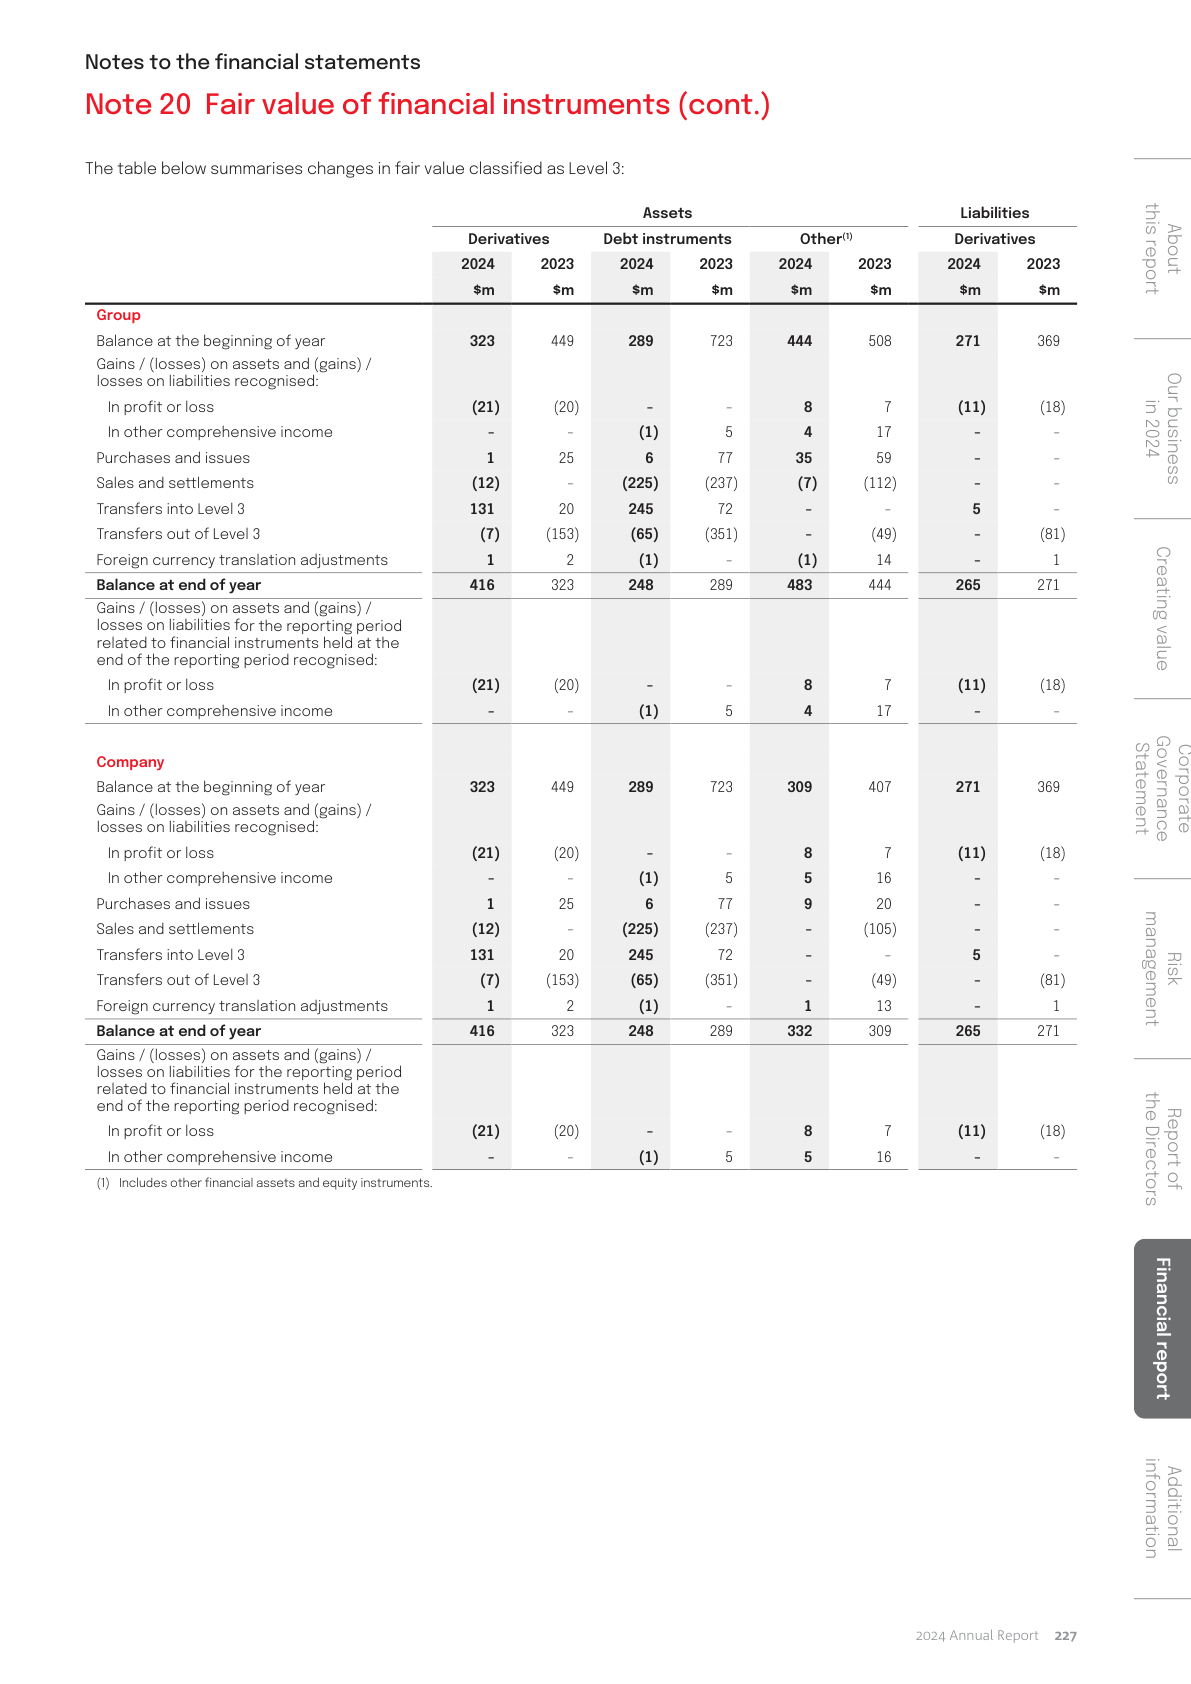 Notes to the financial statements
Note 20 Fair value of financial instruments (cont.)
The table below summarises changes in fair value classified as Level 3:
Assets Liabilities
Derivatives Debt instruments Other(1) Derivatives
2024 2023 2024 2023 2024 2023 2024 2023
$m $m $m $m $m $m $m $m
Group
Balance at the beginning of year 323 449 289 723 444 508 271 369
Gains / (losses) on assets and (gains) /
losses on liabilities recognised:
In profit or loss (21) (20) – – 8 7 (11) (18)
In other comprehensive income – – (1) 5 4 17 – –
Purchases and issues 1 25 6 77 35 59 – –
Sales and settlements (12) – (225) (237) (7) (112) – –
Transfers into Level 3 131 20 245 72 – – 5 –
Transfers out of Level 3 (7) (153) (65) (351) – (49) – (81)
Foreign currency translation adjustments 1 2 (1) – (1) 14 – 1
Balance at end of year 416 323 248 289 483 444 265 271
Gains / (losses) on assets and (gains) /
losses on liabilities for the reporting period
related to financial instruments held at the
end of the reporting period recognised:
In profit or loss (21) (20) – – 8 7 (11) (18)
In other comprehensive income – – (1) 5 4 17 – –
Company
Balance at the beginning of year 323 449 289 723 309 407 271 369
Gains / (losses) on assets and (gains) /
losses on liabilities recognised:
In profit or loss (21) (20) – – 8 7 (11) (18)
In other comprehensive income – – (1) 5 5 16 – –
Purchases and issues 1 25 6 77 9 20 – –
Sales and settlements (12) – (225) (237) – (105) – –
Transfers into Level 3 131 20 245 72 – – 5 –
Transfers out of Level 3 (7) (153) (65) (351) – (49) – (81)
Foreign currency translation adjustments 1 2 (1) – 1 13 – 1
Balance at end of year 416 323 248 289 332 309 265 271
Gains / (losses) on assets and (gains) /
losses on liabilities for the reporting period
related to financial instruments held at the
end of the reporting period recognised:
In profit or loss (21) (20) – – 8 7 (11) (18)
In other comprehensive income – – (1) 5 5 16 – –
(1) Includes other financial assets and equity instruments.
About
this report
Our business
in 2024
Creating value
Corporate
Governance
Statement
Risk
management
Report of
the Directors
Financial report
Additional
information
2024 Annual Report 227